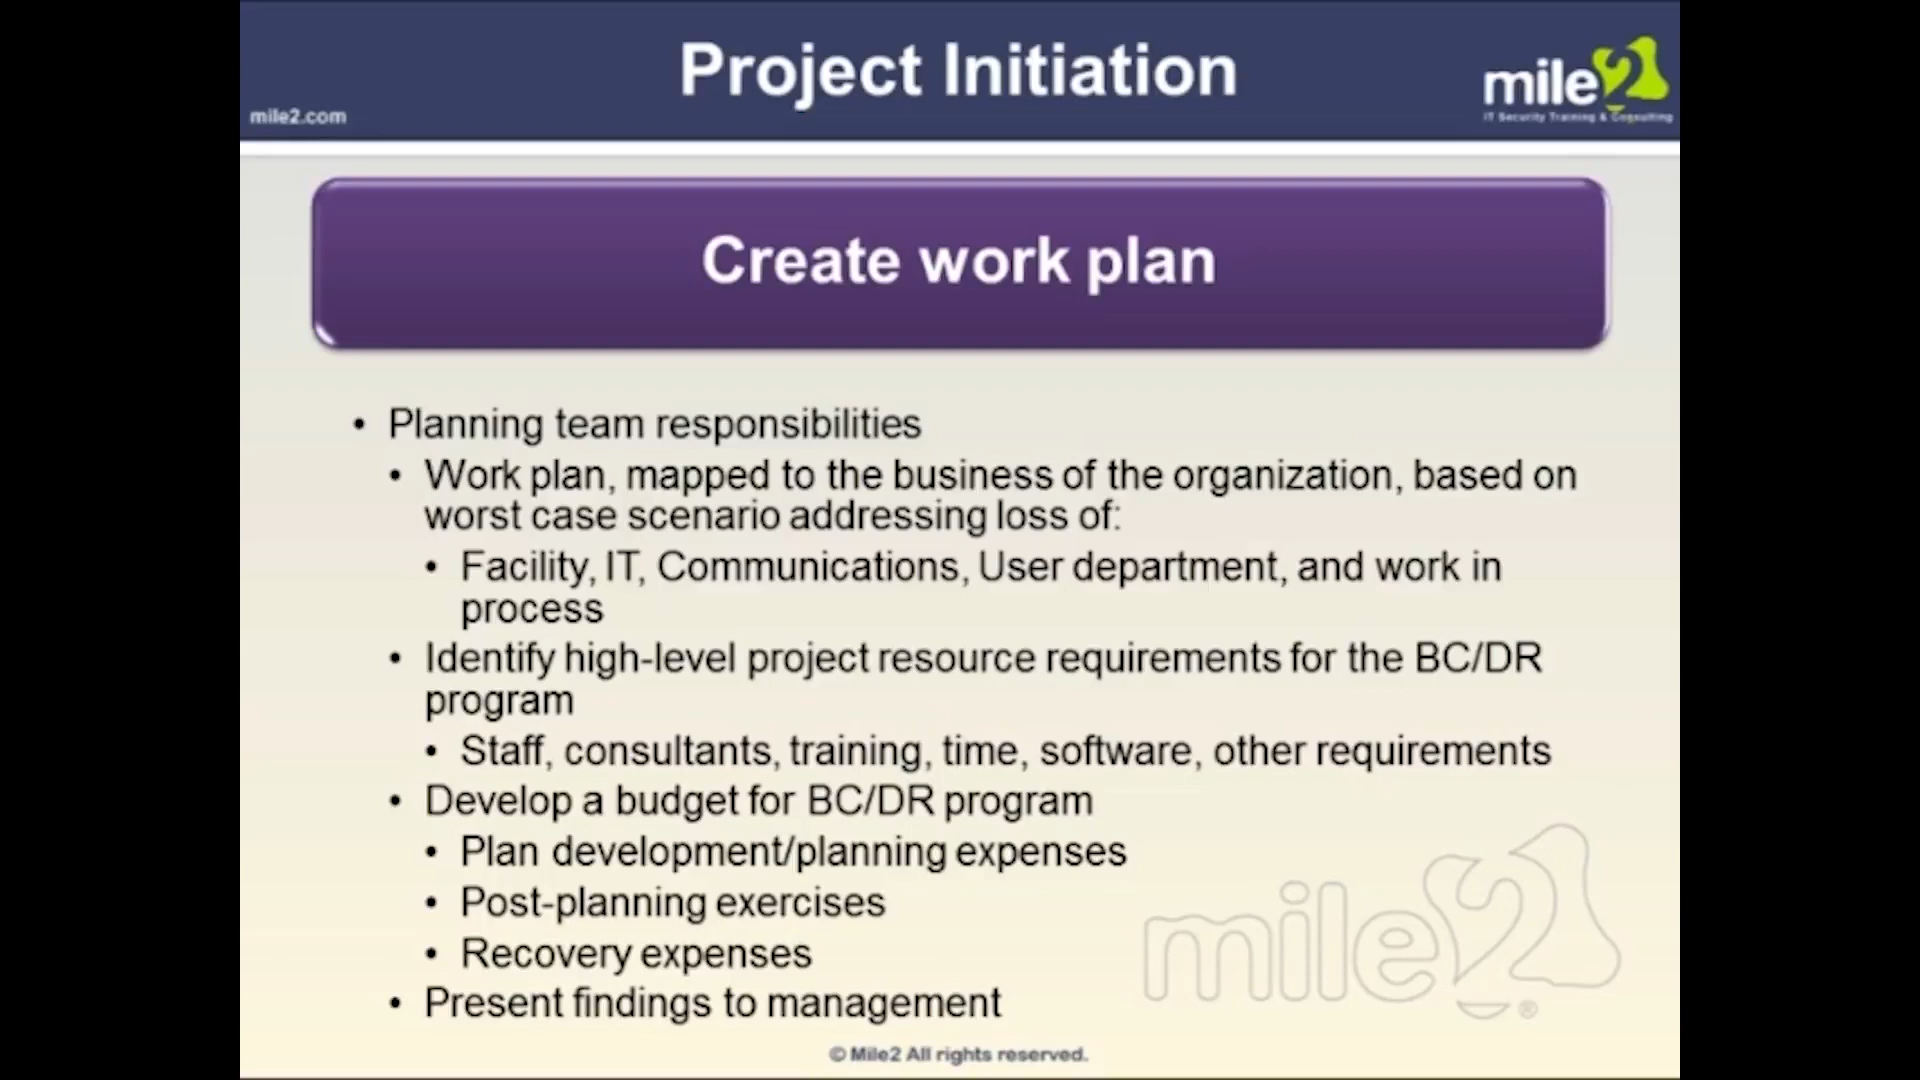 Project Initiation
mile2.com
mile2
IT Security Training & Consulting
Create work plan
• Planning team responsibilities
• Work plan, mapped to the business of the organization, based on
worst case scenario addressing loss of:
• Facility, IT, Communications, User department, and work in
process
• Identify high-level project resource requirements for the BC/DR
program
• Staff, consultants, training, time, software, other requirements
• Develop a budget for BC/DR program
• Plan development/planning expenses
• Post-planning exercises
• Recovery expenses
• Present findings to management
mile2 ®
© Mile2 All rights reserved.